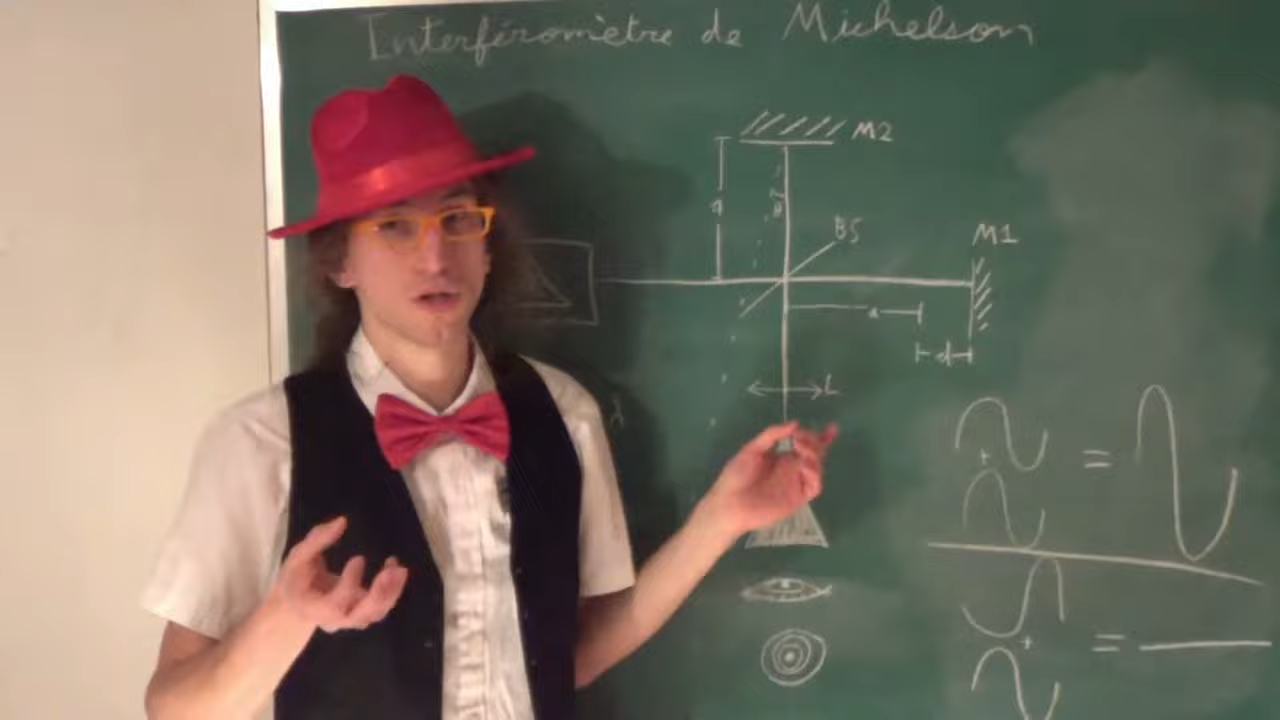 Interféromètre de Michelson
M2
a
θ
BS
M1
a
d
L
λ
+
=
+
=